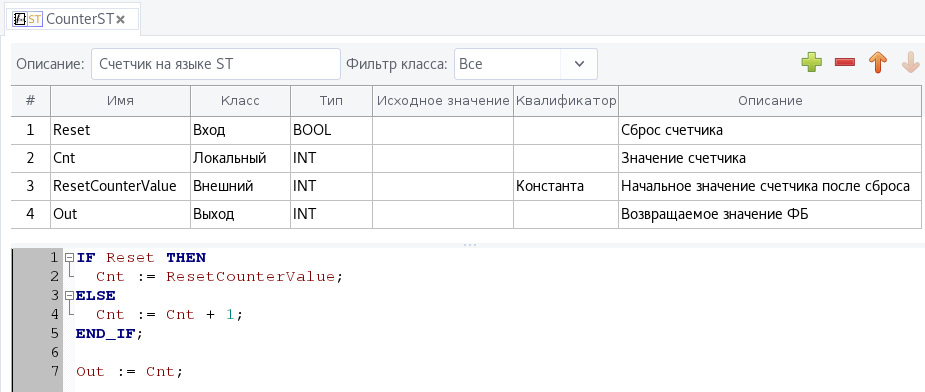 ST CounterST
Описание: Счетчик на языке ST Фильтр класса: Все
# Имя Класс Тип Исходное значение Квалификатор Описание
1 Reset Вход BOOL Сброс счетчика
2 Cnt Локальный INT Значение счетчика
3 ResetCounterValue Внешний INT Константа Начальное значение счетчика после сброса
4 Out Выход INT Возвращаемое значение ФБ
1 IF Reset THEN
2 Cnt := ResetCounterValue;
3 ELSE
4 Cnt := Cnt + 1;
5 END_IF;
6
7 Out := Cnt;